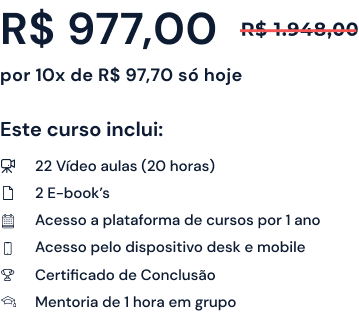 R$ 977,00 R$ 1.948,00
por 10x de R$ 97,70 só hoje
Este curso inclui:
22 Vídeo aulas (20 horas)
2 E-book’s
Acesso a plataforma de cursos por 1 ano
Acesso pelo dispositivo desk e mobile
Certificado de Conclusão
Mentoria de 1 hora em grupo